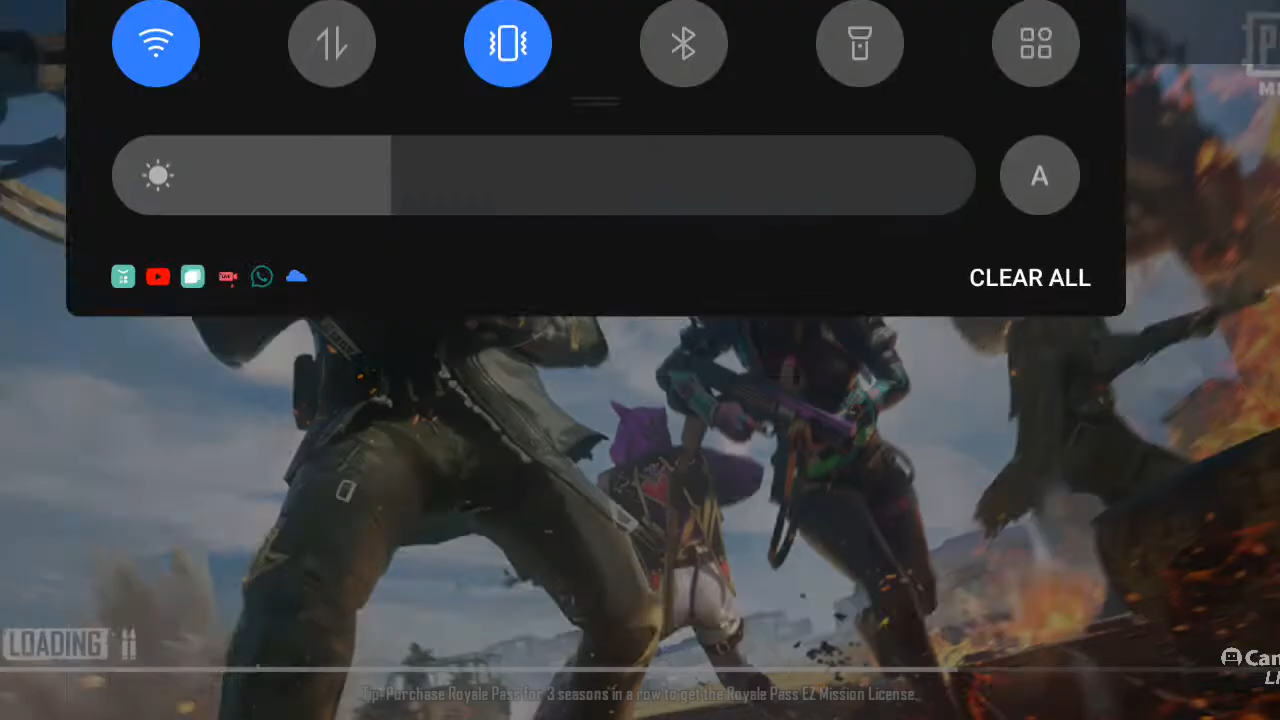 A
CLEAR ALL
LOADING
Tip: Purchase Royale Pass for 3 seasons in a row to get the Royale Pass EZ Mission License.